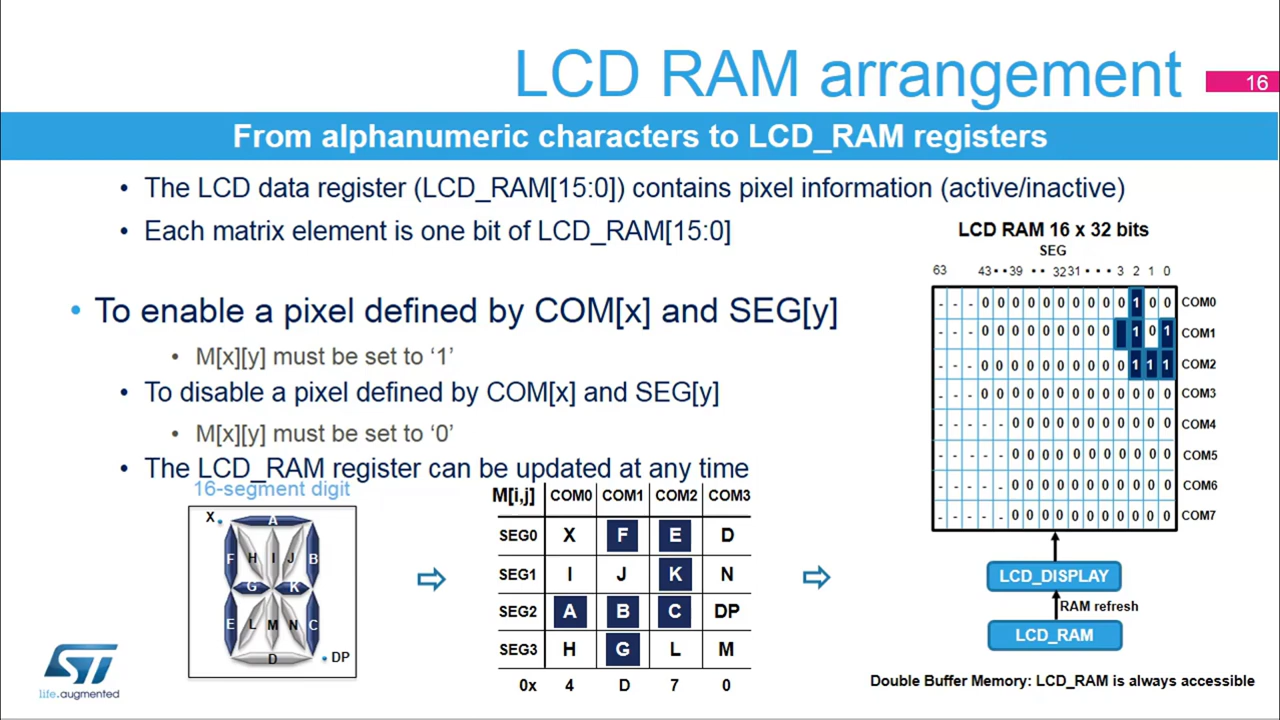 LCD RAM arrangement
16
From alphanumeric characters to LCD_RAM registers
• The LCD data register (LCD_RAM[15:0]) contains pixel information (active/inactive)
• Each matrix element is one bit of LCD_RAM[15:0]
• To enable a pixel defined by COM[x] and SEG[y]
• M[x][y] must be set to ‘1’
• To disable a pixel defined by COM[x] and SEG[y]
• M[x][y] must be set to ‘0’
• The LCD_RAM register can be updated at any time
16-segment digit
X
A
F H I J B
G K
E L M N C
D
DP
M[i,j] COM0 COM1 COM2 COM3
SEG0 X F E D
SEG1 I J K N
SEG2 A B C DP
SEG3 H G L M
0x 4 D 7 0
LCD RAM 16 x 32 bits
SEG
63 43 •• 39 •• 32 31 • • • 3 2 1 0
- - - 0 0 0 0 0 0 0 0 0 0 1 0 0 COM0
- - - 0 0 0 0 0 0 0 0 0 1 0 1 COM1
- - - 0 0 0 0 0 0 0 0 0 0 1 1 1 COM2
- - - 0 0 0 0 0 0 0 0 0 0 0 0 0 COM3
- - - - - 0 0 0 0 0 0 0 0 0 0 0 COM4
- - - - - 0 0 0 0 0 0 0 0 0 0 0 COM5
- - - - - 0 0 0 0 0 0 0 0 0 0 0 COM6
- - - - - 0 0 0 0 0 0 0 0 0 0 0 COM7
LCD_DISPLAY
RAM refresh
LCD_RAM
Double Buffer Memory: LCD_RAM is always accessible
ST
life.augmented